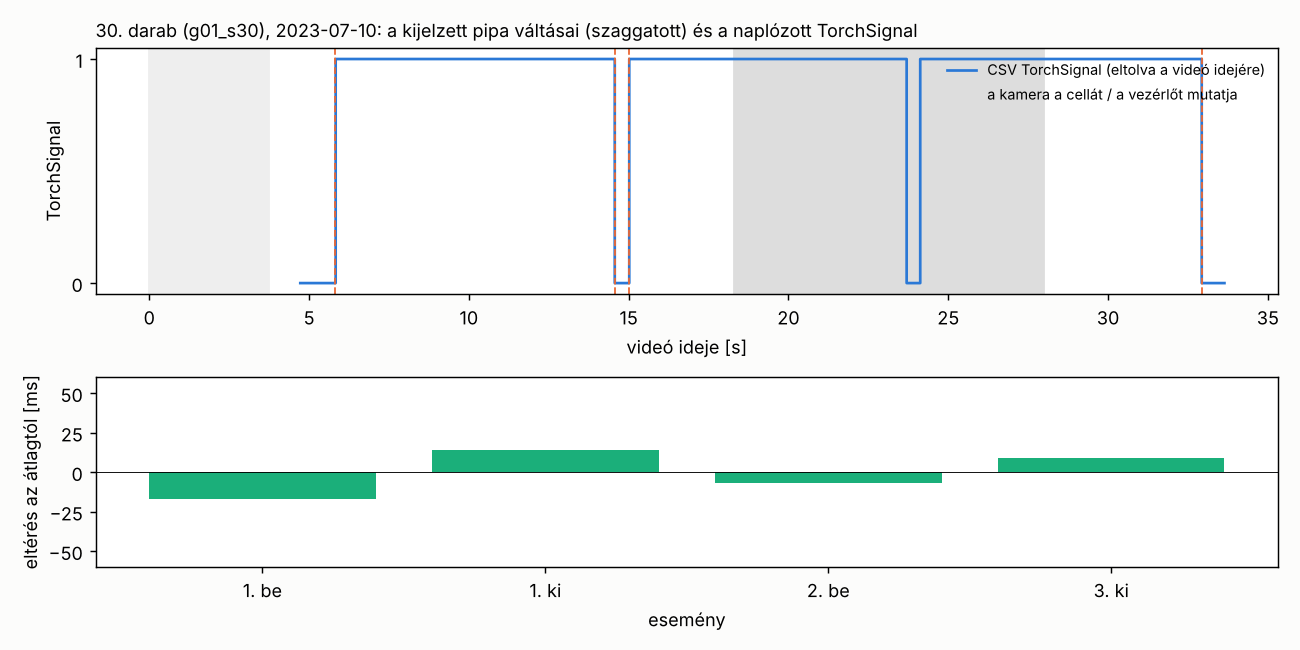 30. darab (g01_s30), 2023-07-10: a kijelzett pipa váltásai (szaggatott) és a naplózott TorchSignal
TorchSignal
1
0
CSV TorchSignal (eltolva a videó idejére)
a kamera a cellát / a vezérlőt mutatja
0 5 10 15 20 25 30 35
videó ideje [s]
eltérés az átlagtól [ms]
50
25
0
−25
−50
1. be 1. ki 2. be 3. ki
esemény